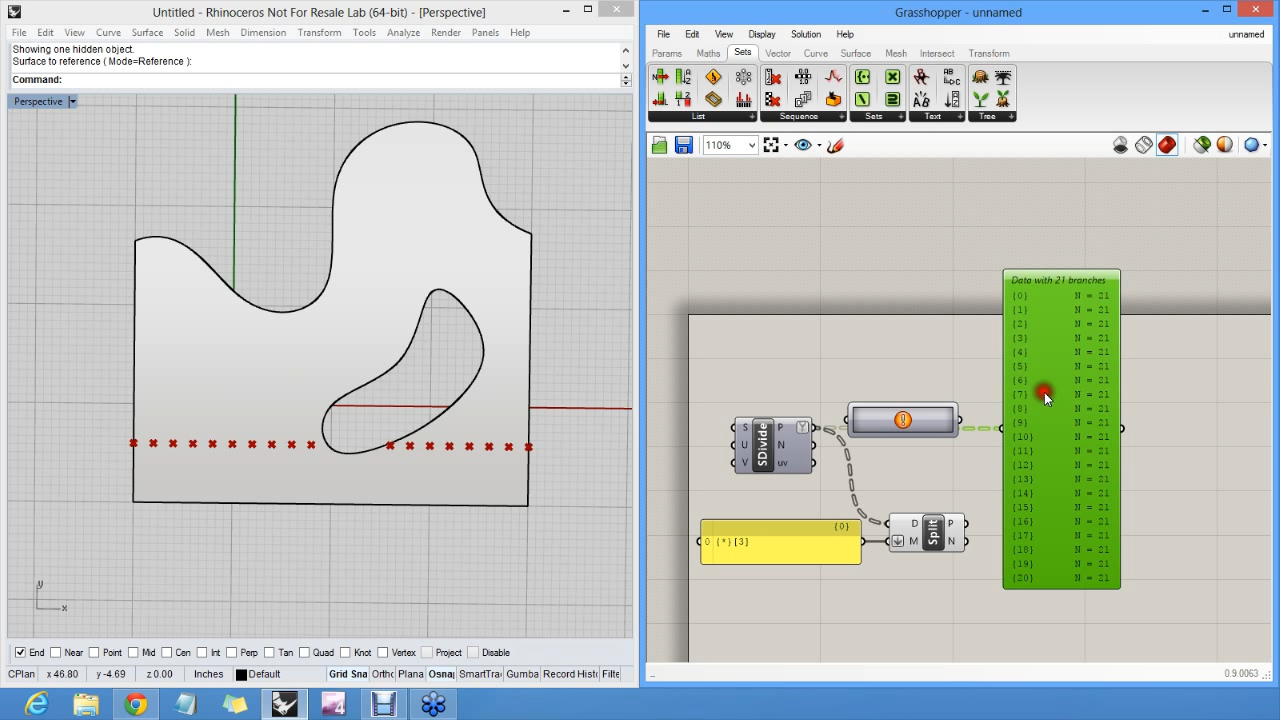 Untitled - Rhinoceros Not For Resale Lab (64-bit) - [Perspective]
File Edit View Curve Surface Solid Mesh Dimension Transform Tools Analyze Render Panels Help
Showing one hidden object.
Surface to reference ( Mode=Reference ):
Command:
Perspective
y
x
End Near Point Mid Cen Int Perp Tan Quad Knot Vertex Project Disable
CPlan x 46.80 y -4.69 z 0.00 Inches Default Grid Sna Ortho Plana Osna SmartTra Gumba Record Histo Filte
Grasshopper - unnamed
File Edit View Display Solution Help unnamed
Params Maths Sets Vector Curve Surface Mesh Intersect Transform
List Sequence Sets Text Tree
110%
Data with 21 branches
{0} N = 21
{1} N = 21
{2} N = 21
{3} N = 21
{4} N = 21
{5} N = 21
{6} N = 21
{7} N = 21
{8} N = 21
{9} N = 21
{10} N = 21
{11} N = 21
{12} N = 21
{13} N = 21
{14} N = 21
{15} N = 21
{16} N = 21
{17} N = 21
{18} N = 21
{19} N = 21
{20} N = 21
S U V SDivide P N uv
{0}
0 {*}[3]
D M Split P N
0.9.0063